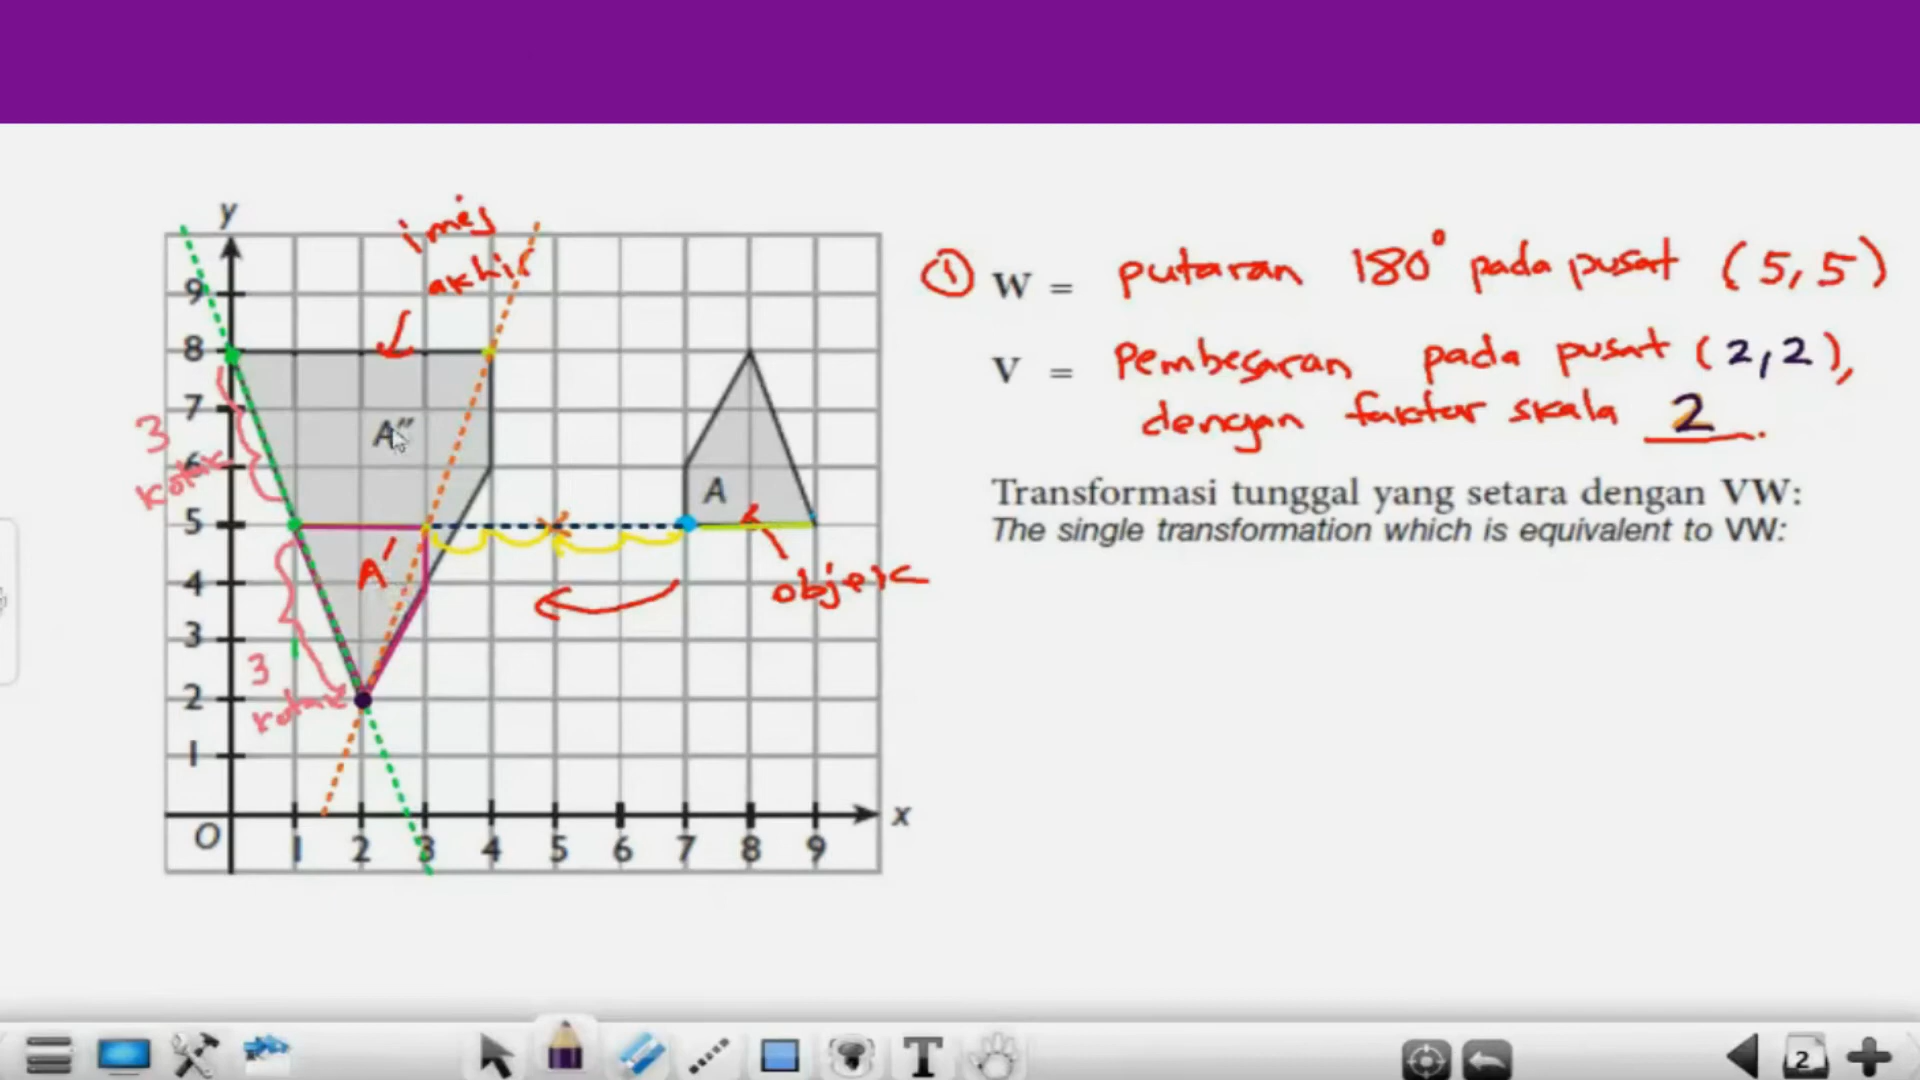 y
imej
akhir
9
8
7
6
5
4
3
2
1
O
1 2 3 4 5 6 7 8 9
x
A"
A'
A
objek
3
kotak
3
kotak
① W = putaran 180° pada pusat (5,5)
V = Pembesaran pada pusat (2,2),
dengan faktor skala 2.
Transformasi tunggal yang setara dengan VW:
The single transformation which is equivalent to VW:
T
2